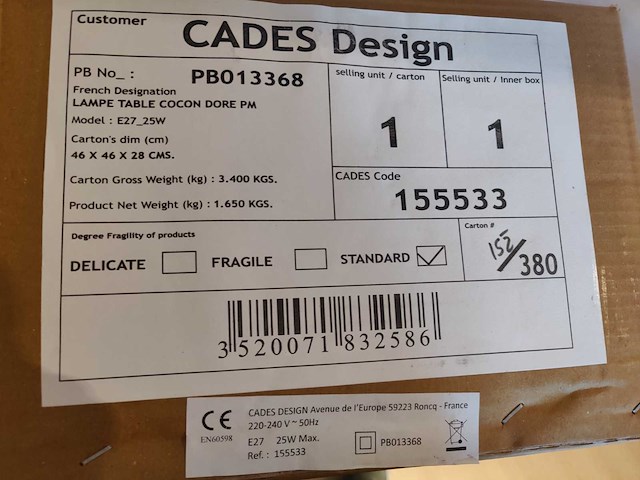 Customer
CADES Design
PB No_ : PB013368
French Designation
LAMPE TABLE COCON DORE PM
Model : E27_25W
Carton's dim (cm)
46 X 46 X 28 CMS.
Carton Gross Weight (kg) : 3.400 KGS.
Product Net Weight (kg) : 1.650 KGS.
selling unit / carton
1
Selling unit / Inner box
1
CADES Code
155533
Degree Fragility of products
DELICATE
FRAGILE
STANDARD
Carton #
152/380
3 520071 832586
CE
EN60598
CADES DESIGN Avenue de l'Europe 59223 Roncq - France
220-240 V ~ 50Hz
E27 25W Max.
PB013368
Ref. : 155533